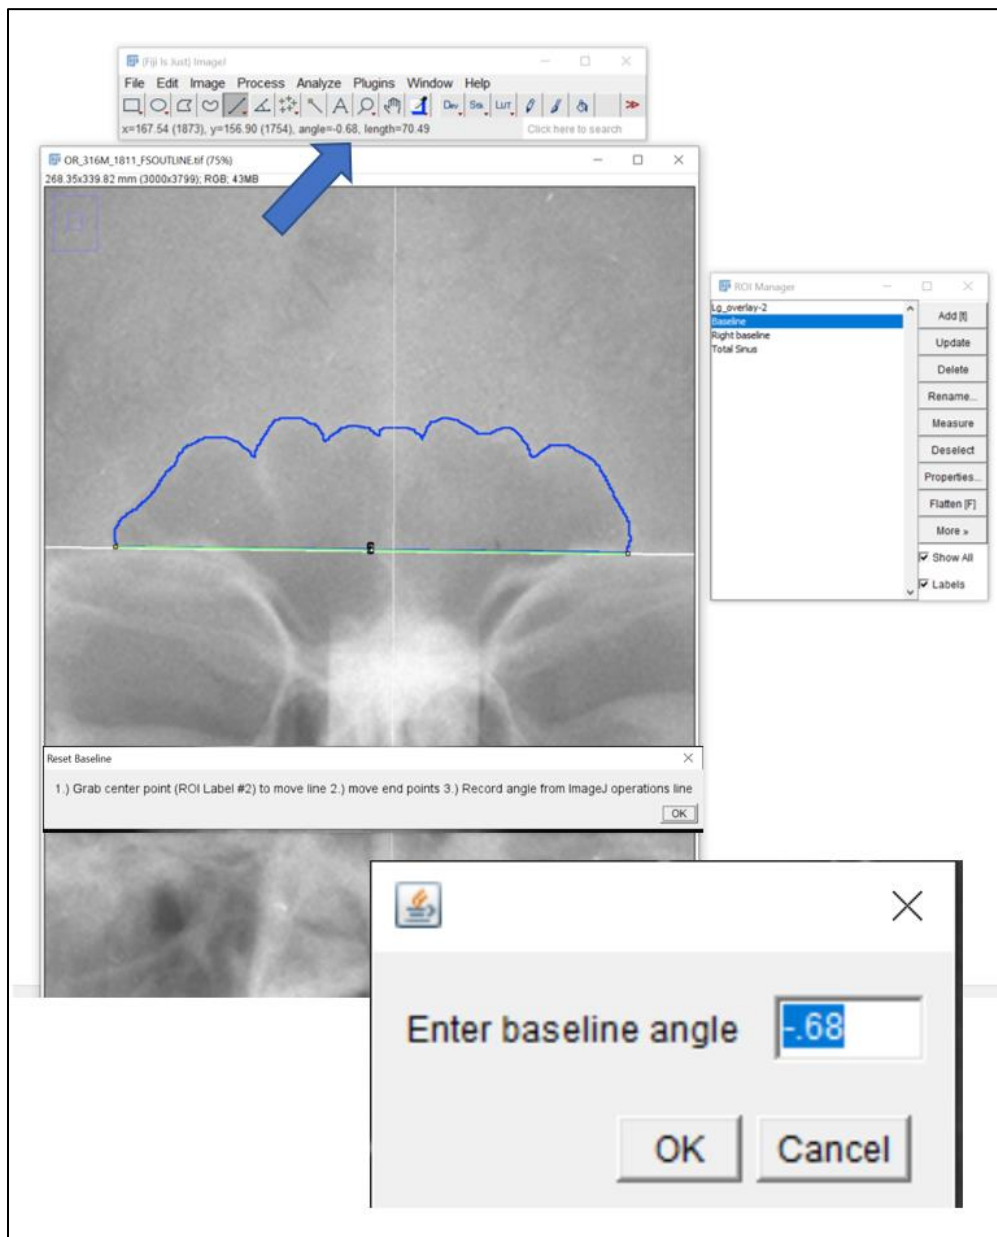 (Fiji Is Just) ImageJ
File Edit Image Process Analyze Plugins Window Help
Dev Stk LUT
x=167.54 (1873), y=156.90 (1754), angle=-0.68, length=70.49
Click here to search
OR_316M_1811_FSOUTLINE.tif (75%)
268.35x339.82 mm (3000x3799); RGB; 43MB
ROI Manager
Lg_overlay-2
Baseline
Right baseline
Total Sinus
Add [t]
Update
Delete
Rename...
Measure
Deselect
Properties...
Flatten [F]
More »
Show All
Labels
Reset Baseline
1.) Grab center point (ROI Label #2) to move line 2.) move end points 3.) Record angle from ImageJ operations line
OK
Enter baseline angle -.68
OK Cancel